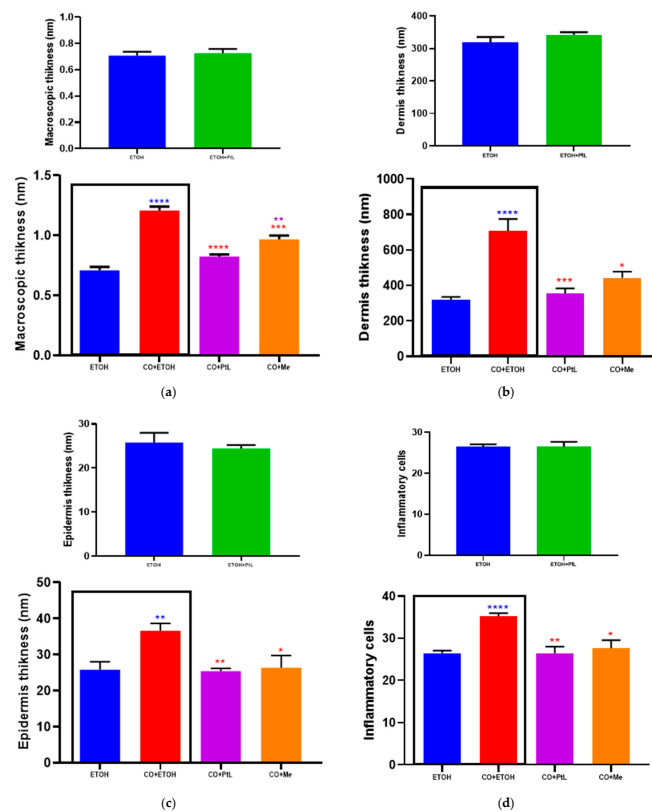 Macroscopic thikness (nm)
1.0
0.8
0.6
0.4
0.2
0.0
ETOH
ETOH+PtL
Dermis thikness (nm)
400
300
200
100
0
ETOH
ETOH+PtL
Macroscopic thikness (nm)
1.5
1.0
0.5
0.0
****
****
**
***
ETOH
CO+ETOH
CO+PtL
CO+Me
(a)
Dermis thikness (nm)
1000
800
600
400
200
0
****
***
*
ETOH
CO+ETOH
CO+PtL
CO+Me
(b)
Epidermis thikness (nm)
30
20
10
0
ETOH
ETOH+PtL
Inflammatory cells
30
20
10
0
ETOH
ETOH+PtL
Epidermis thikness (nm)
50
40
30
20
10
0
**
**
*
ETOH
CO+ETOH
CO+PtL
CO+Me
(c)
Inflammatory cells
40
30
20
10
0
****
**
*
ETOH
CO+ETOH
CO+PtL
CO+Me
(d)